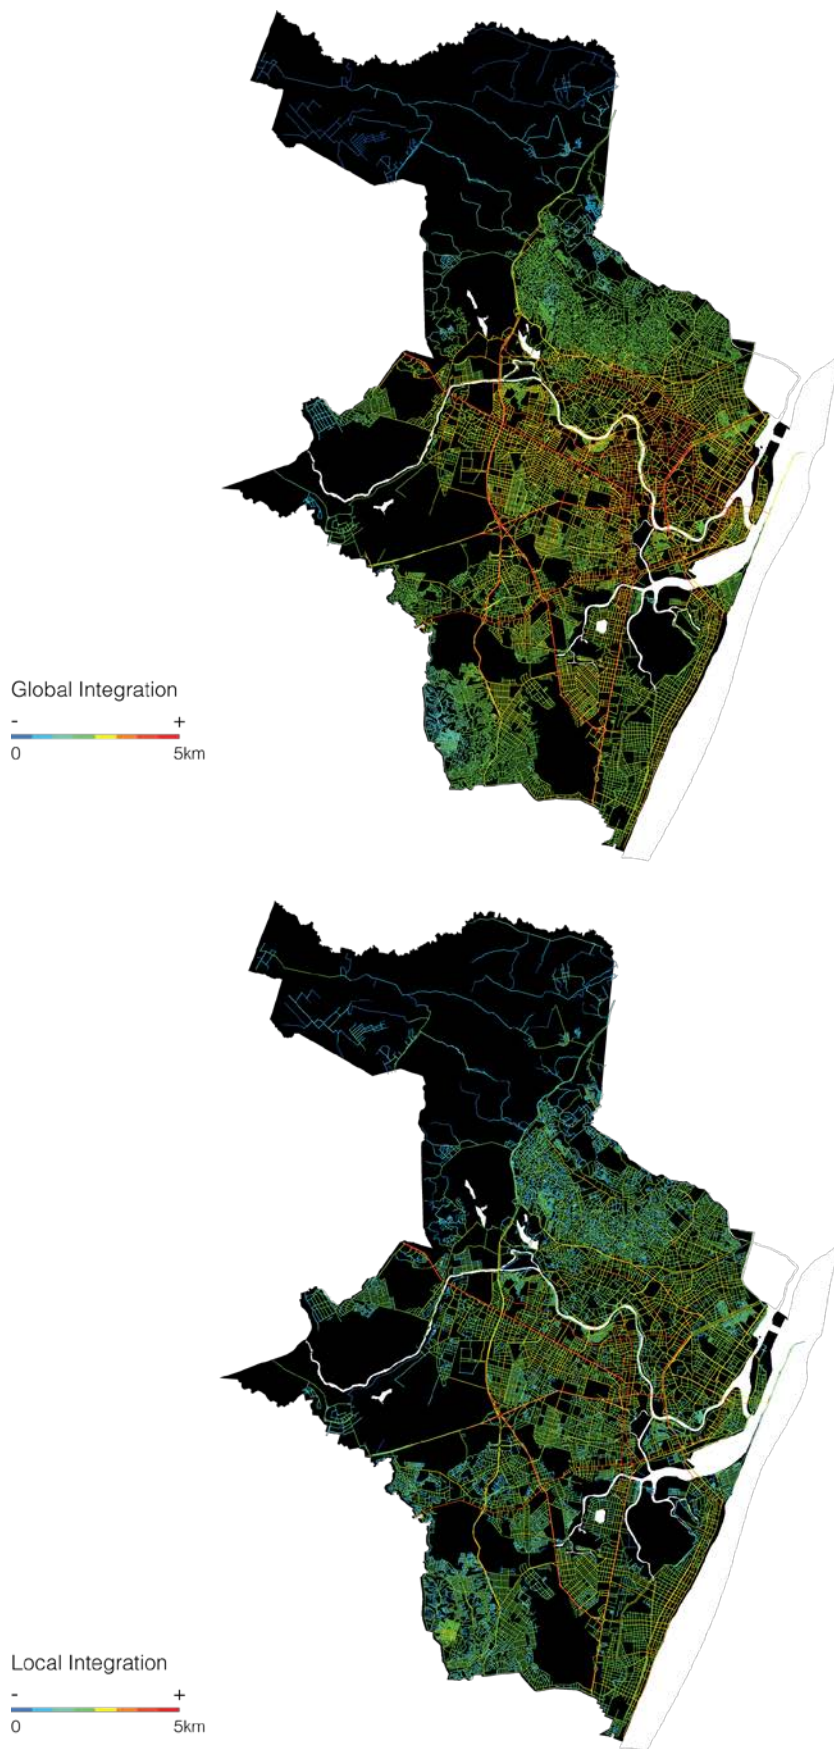 Global Integration
- +
0 5km
Local Integration
- +
0 5km